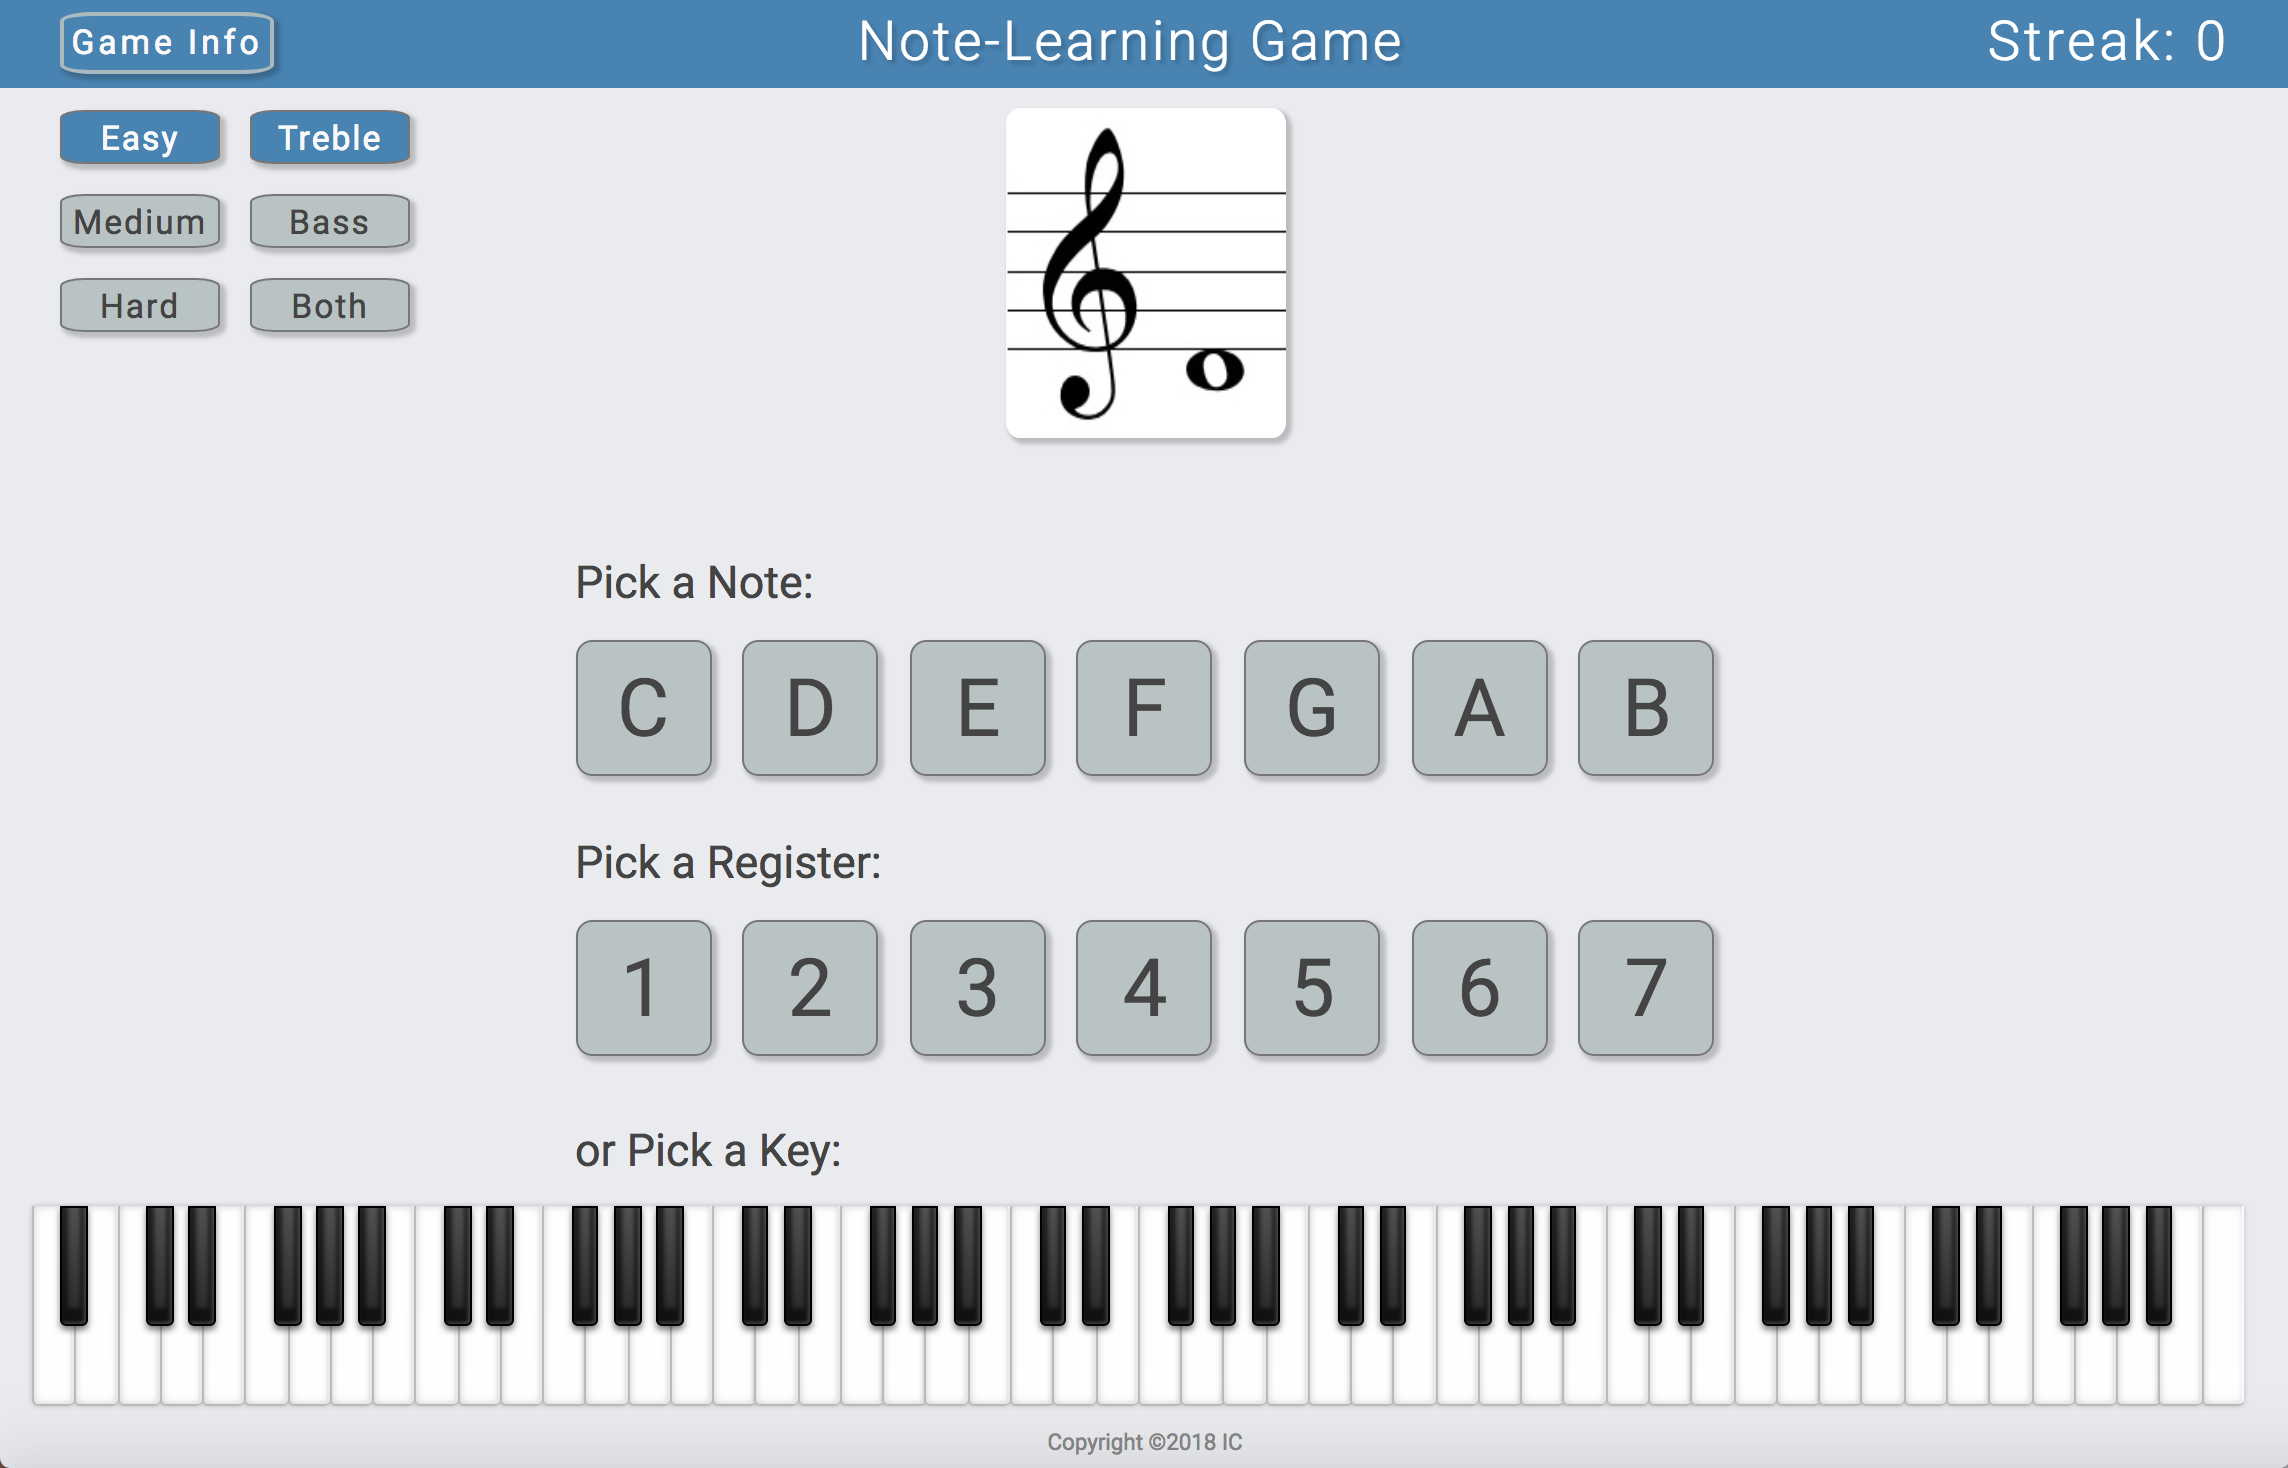 Game Info
Note-Learning Game
Streak: 0
Easy
Treble
Medium
Bass
Hard
Both
Pick a Note:
C D E F G A B
Pick a Register:
1 2 3 4 5 6 7
or Pick a Key:
Copyright ©2018 IC